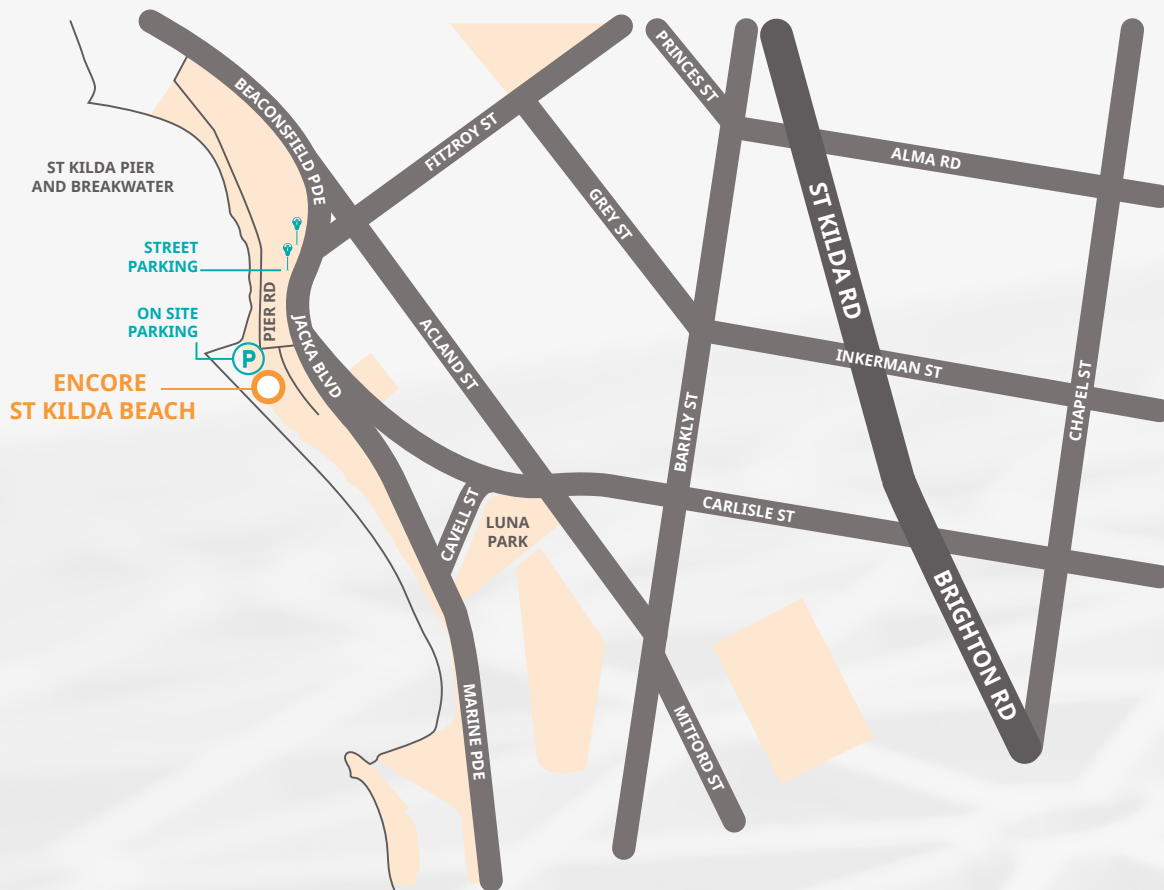 PRINCES ST
BEACONSFIELD PDE
FITZROY ST
ALMA RD
ST KILDA PIER
AND BREAKWATER
GREY ST
ST KILDA RD
STREET
PARKING
PIER RD
ON SITE
PARKING
P
JACKA BLVD
ACLAND ST
INKERMAN ST
CHAPEL ST
ENCORE
ST KILDA BEACH
BARKLY ST
CAVELL ST
LUNA
PARK
CARLISLE ST
BRIGHTON RD
MARINE PDE
MITFORD ST